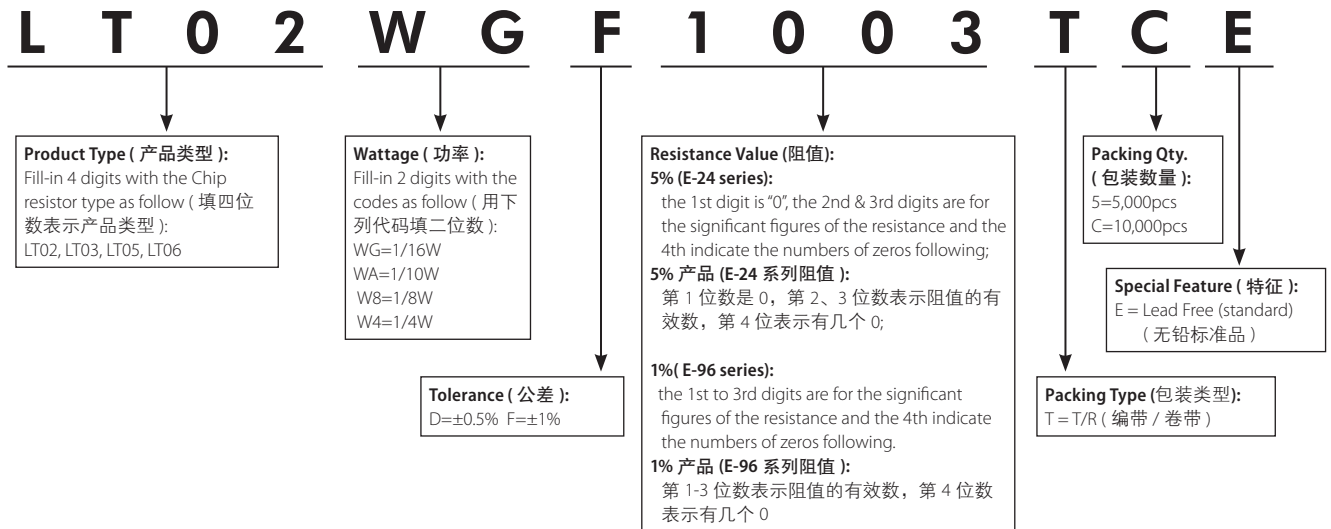 L T 0 2 W G F 1 0 0 3 T C E
Product Type ( 产品类型 ):
Fill-in 4 digits with the Chip
resistor type as follow ( 填四位
数表示产品类型 ):
LT02, LT03, LT05, LT06
Wattage ( 功率 ):
Fill-in 2 digits with the
codes as follow ( 用下
列代码填二位数 ):
WG=1/16W
WA=1/10W
W8=1/8W
W4=1/4W
Tolerance ( 公差 ):
D=±0.5% F=±1%
Resistance Value (阻值):
5% (E-24 series):
the 1st digit is “0”, the 2nd & 3rd digits are for
the significant figures of the resistance and the
4th indicate the numbers of zeros following;
5% 产品 (E-24 系列阻值 ):
第 1 位数是 0，第 2、3 位数表示阻值的有
效数，第 4 位表示有几个 0;
1%( E-96 series):
the 1st to 3rd digits are for the significant
figures of the resistance and the 4th indicate
the numbers of zeros following.
1% 产品 (E-96 系列阻值 ):
第 1-3 位数表示阻值的有效数，第 4 位数
表示有几个 0
Packing Qty.
( 包装数量 ):
5=5,000pcs
C=10,000pcs
Special Feature ( 特征 ):
E = Lead Free (standard)
( 无铅标准品 )
Packing Type (包装类型):
T = T/R ( 编带 / 卷带 )